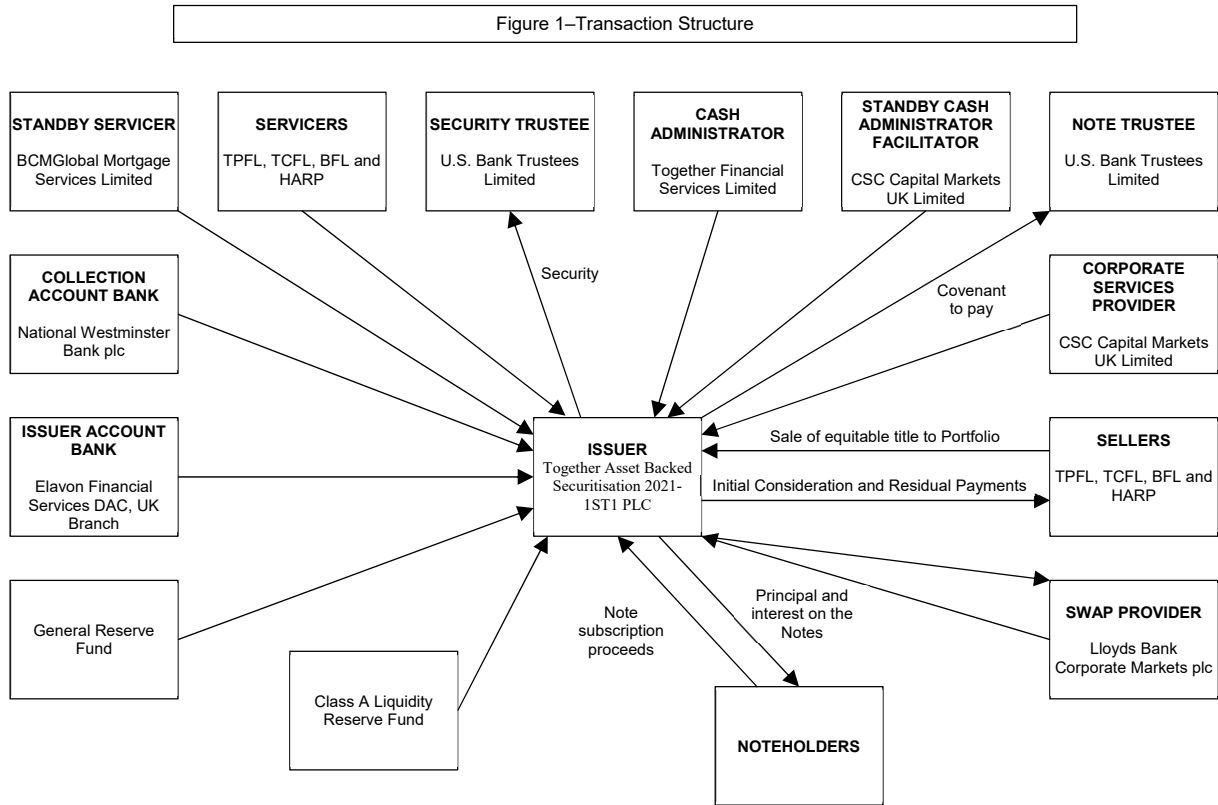 Figure 1–Transaction Structure
STANDBY SERVICER
BCMGlobal Mortgage
Services Limited
SERVICERS
TPFL, TCFL, BFL and
HARP
SECURITY TRUSTEE
U.S. Bank Trustees
Limited
CASH
ADMINISTRATOR
Together Financial
Services Limited
STANDBY CASH
ADMINISTRATOR
FACILITATOR
CSC Capital Markets
UK Limited
NOTE TRUSTEE
U.S. Bank Trustees
Limited
COLLECTION
ACCOUNT BANK
National Westminster
Bank plc
Security
Covenant
to pay
CORPORATE
SERVICES
PROVIDER
CSC Capital Markets
UK Limited
ISSUER ACCOUNT
BANK
Elavon Financial
Services DAC, UK
Branch
ISSUER
Together Asset Backed
Securitisation 2021-
1ST1 PLC
Sale of equitable title to Portfolio
Initial Consideration and Residual Payments
SELLERS
TPFL, TCFL, BFL and
HARP
General Reserve
Fund
Class A Liquidity
Reserve Fund
Note
subscription
proceeds
Principal and
interest on the
Notes
NOTEHOLDERS
SWAP PROVIDER
Lloyds Bank
Corporate Markets plc